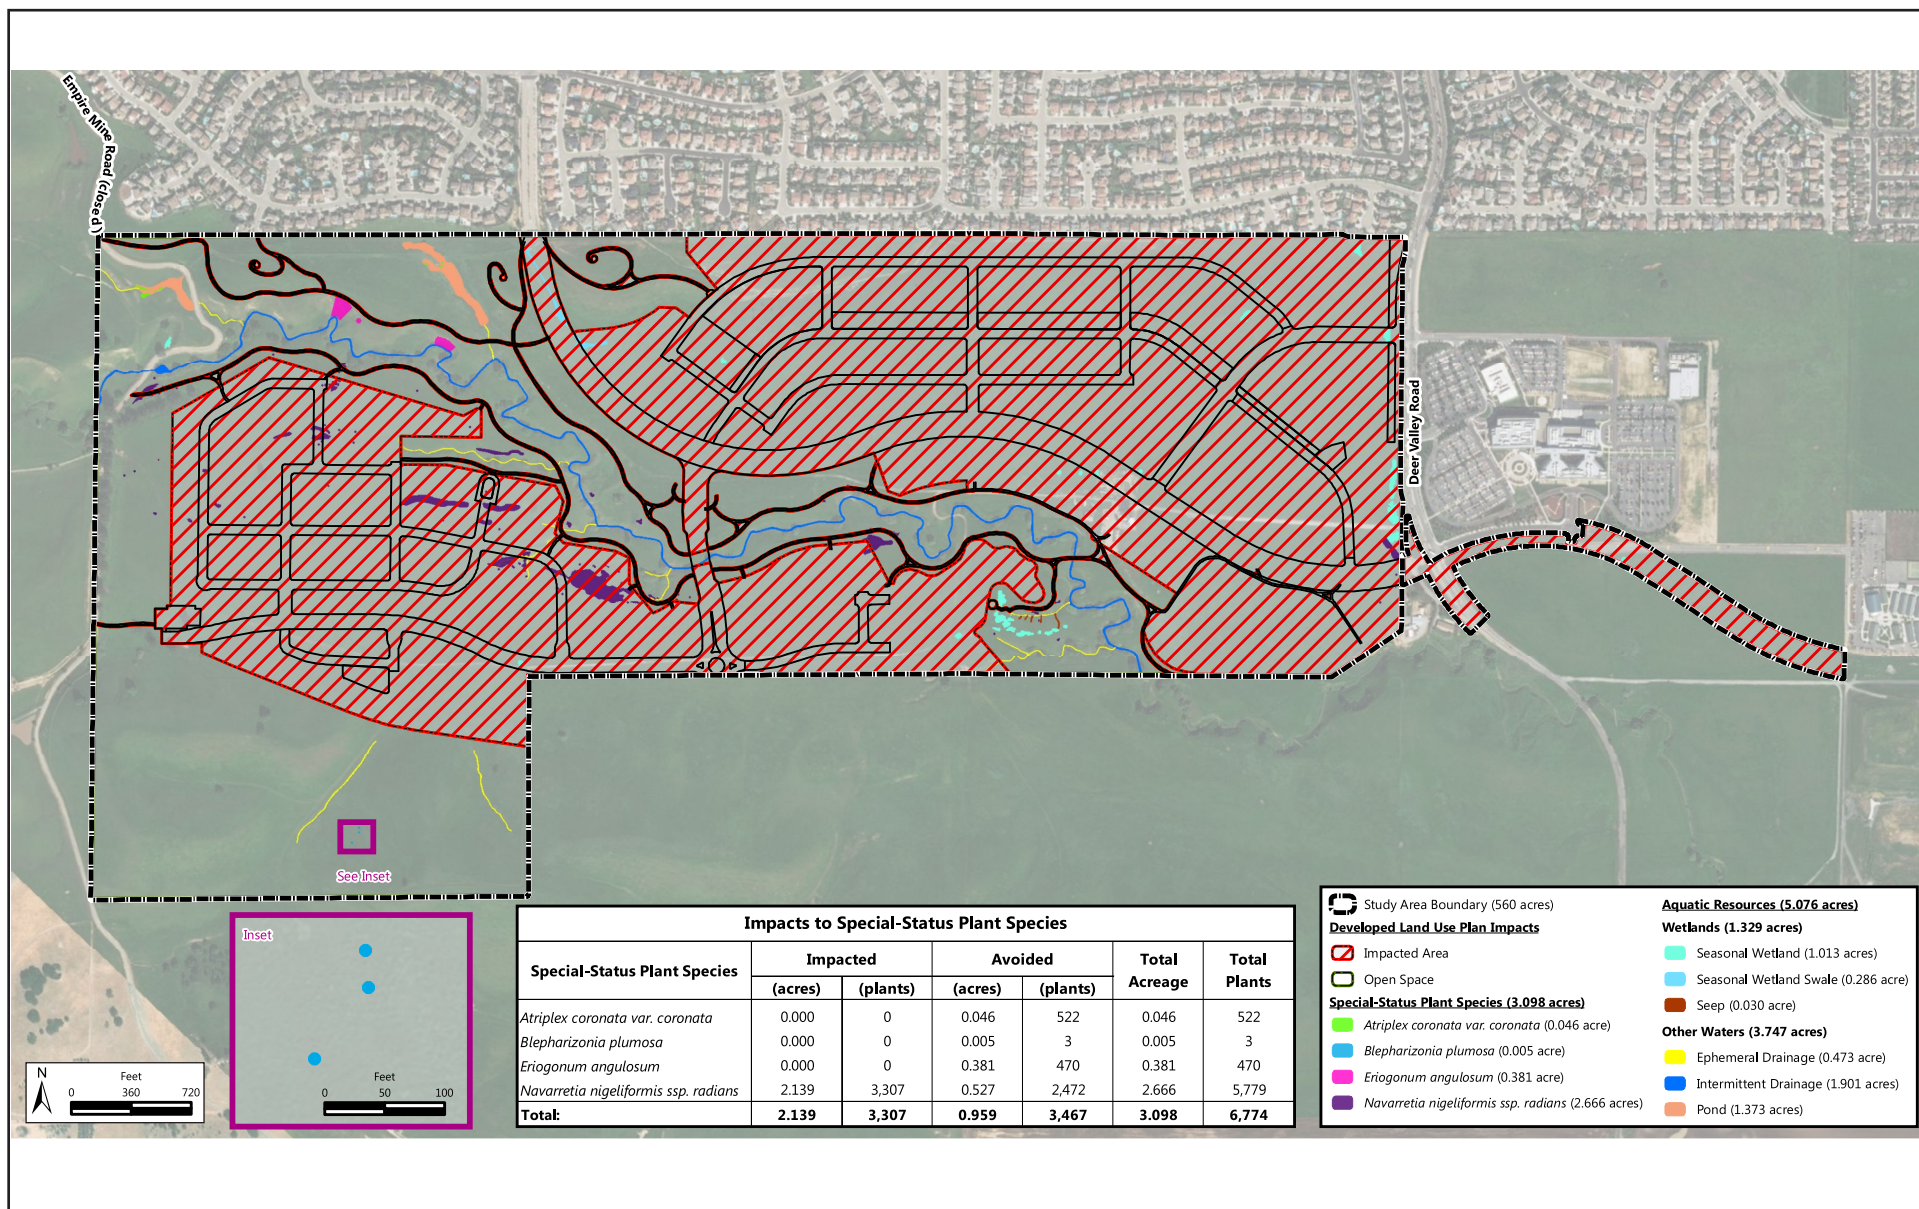 Empire Mine Road (closed)
Deer Valley Road
See Inset
Inset
Feet
0 50 100
N
Feet
0 360 720
Impacts to Special-Status Plant Species
Special-Status Plant Species Impacted Avoided Total Acreage Total Plants
(acres) (plants) (acres) (plants)
Atriplex coronata var. coronata 0.000 0 0.046 522 0.046 522
Blepharizonia plumosa 0.000 0 0.005 3 0.005 3
Eriogonum angulosum 0.000 0 0.381 470 0.381 470
Navarretia nigeliformis ssp. radians 2.139 3,307 0.527 2,472 2.666 5,779
Total: 2.139 3,307 0.959 3,467 3.098 6,774
Study Area Boundary (560 acres)
Developed Land Use Plan Impacts
Impacted Area
Open Space
Special-Status Plant Species (3.098 acres)
Atriplex coronata var. coronata (0.046 acre)
Blepharizonia plumosa (0.005 acre)
Eriogonum angulosum (0.381 acre)
Navarretia nigeliformis ssp. radians (2.666 acres)
Aquatic Resources (5.076 acres)
Wetlands (1.329 acres)
Seasonal Wetland (1.013 acres)
Seasonal Wetland Swale (0.286 acre)
Seep (0.030 acre)
Other Waters (3.747 acres)
Ephemeral Drainage (0.473 acre)
Intermittent Drainage (1.901 acres)
Pond (1.373 acres)